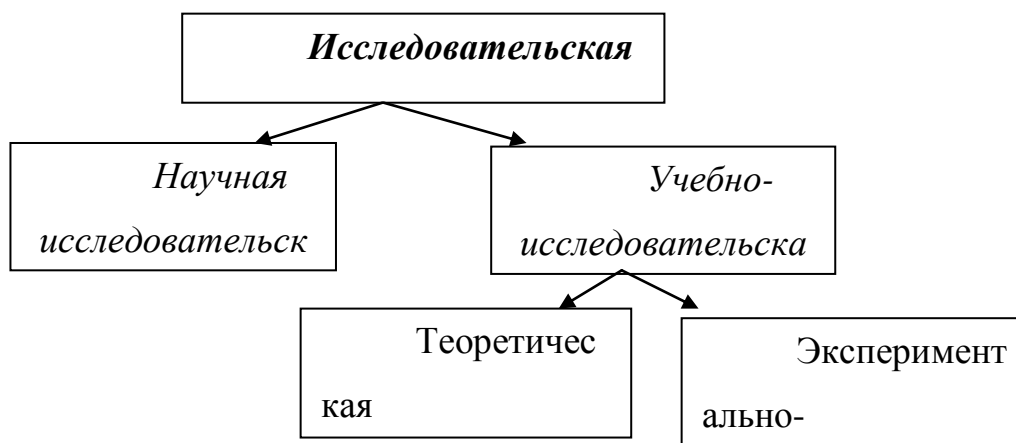 Исследовательская
Научная
исследовательск
Учебно-
исследовательска
Теоретичес
кая
Эксперимент
ально-